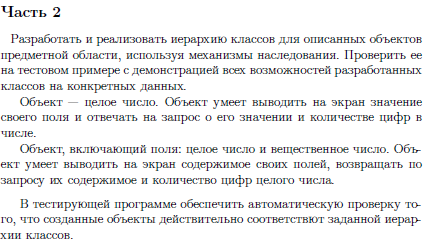 Часть 2
Разработать и реализовать иерархию классов для описанных объектов
предметной области, используя механизмы наследования. Проверить ее
на тестовом примере с демонстрацией всех возможностей разработанных
классов на конкретных данных.
Объект — целое число. Объект умеет выводить на экран значение
своего поля и отвечать на запрос о его значении и количестве цифр в
числе.
Объект, включающий поля: целое число и вещественное число. Объ-
ект умеет выводить на экран содержимое своих полей, возвращать по
запросу их содержимое и количество цифр целого числа.
В тестирующей программе обеспечить автоматическую проверку то-
го, что созданные объекты действительно соответствют заданной иерар-
хии классов.